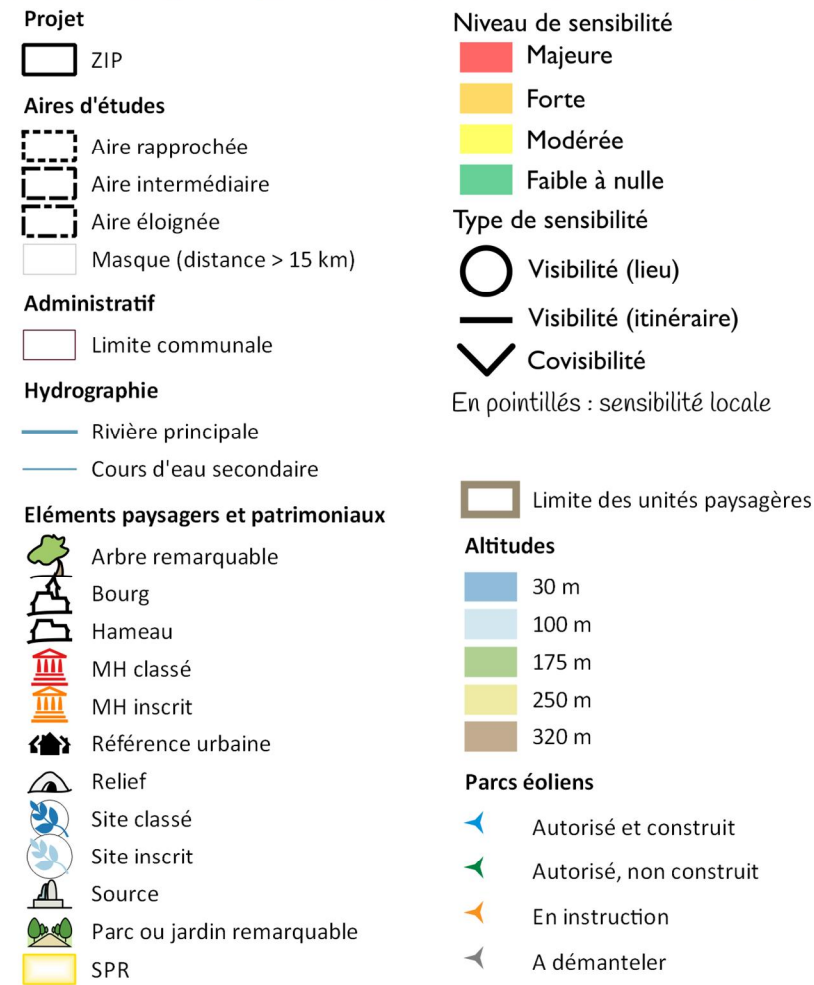 Projet
ZIP
Aires d'études
Aire rapprochée
Aire intermédiaire
Aire éloignée
Masque (distance > 15 km)
Administratif
Limite communale
Hydrographie
Rivière principale
Cours d'eau secondaire
Eléments paysagers et patrimoniaux
Arbre remarquable
Bourg
Hameau
MH classé
MH inscrit
Référence urbaine
Relief
Site classé
Site inscrit
Source
Parc ou jardin remarquable
SPR
Niveau de sensibilité
Majeure
Forte
Modérée
Faible à nulle
Type de sensibilité
Visibilité (lieu)
Visibilité (itinéraire)
Covisibilité
En pointillés : sensibilité locale
Limite des unités paysagères
Altitudes
30 m
100 m
175 m
250 m
320 m
Parcs éoliens
Autorisé et construit
Autorisé, non construit
En instruction
A démanteler